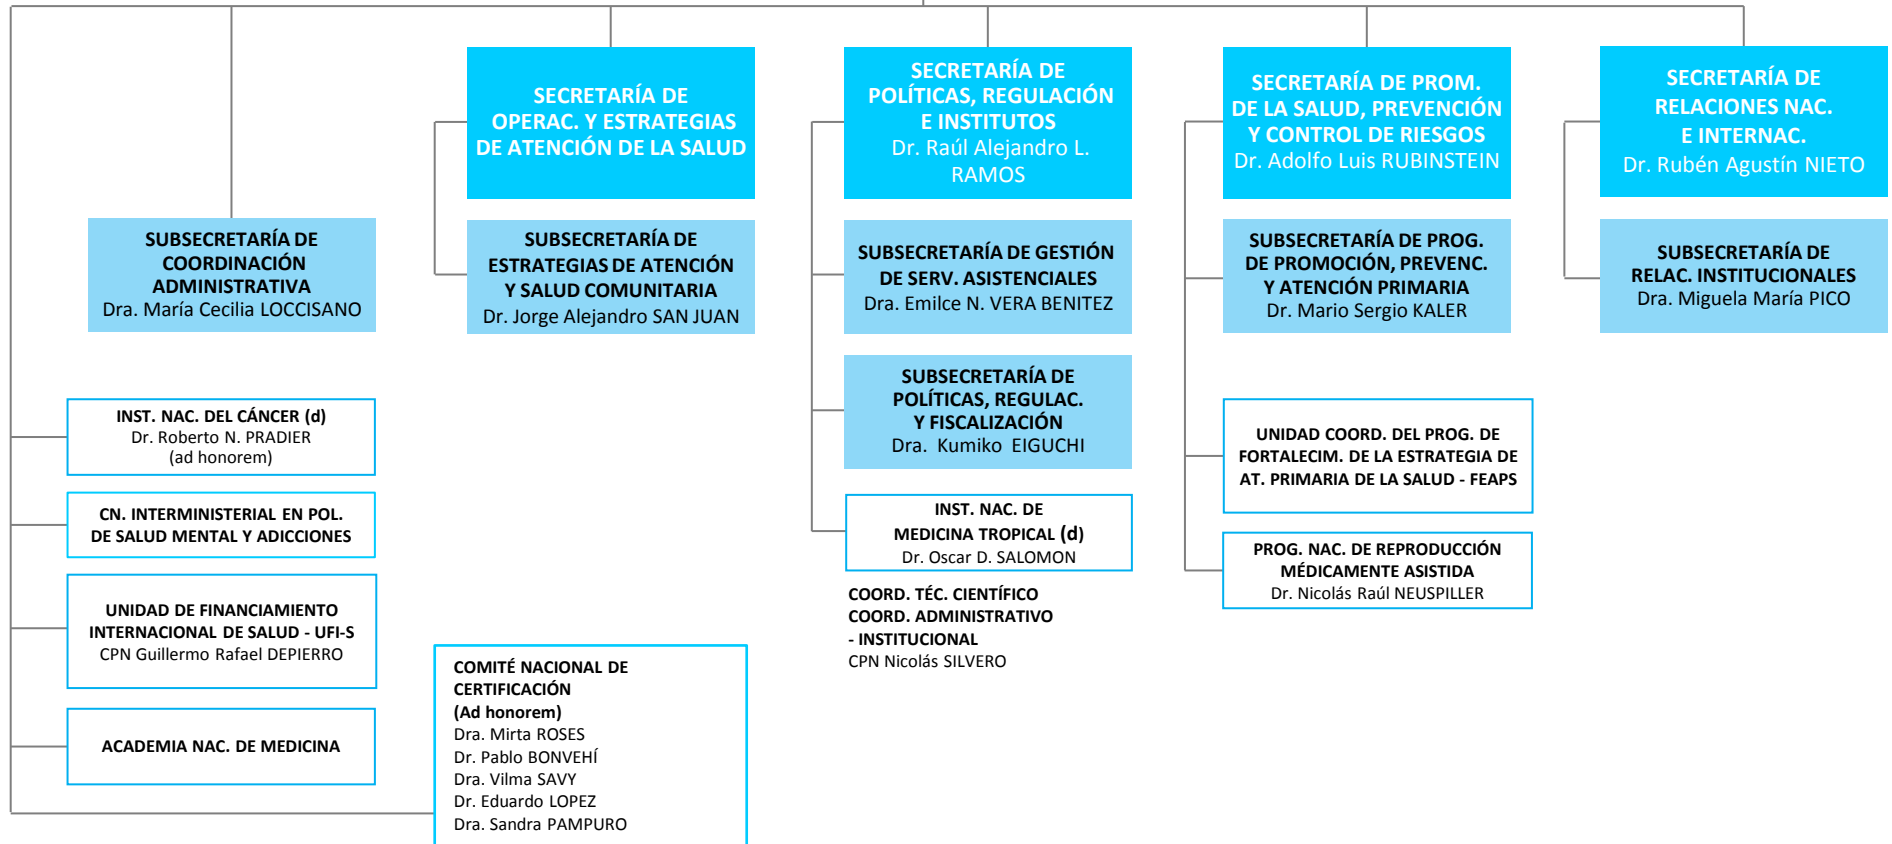 SECRETARÍA DE
OPERAC. Y ESTRATEGIAS
DE ATENCIÓN DE LA SALUD
SECRETARÍA DE
POLÍTICAS, REGULACIÓN
E INSTITUTOS
Dr. Raúl Alejandro L.
RAMOS
SECRETARÍA DE PROM.
DE LA SALUD, PREVENCIÓN
Y CONTROL DE RIESGOS
Dr. Adolfo Luis RUBINSTEIN
SECRETARÍA DE
RELACIONES NAC.
E INTERNAC.
Dr. Rubén Agustín NIETO
SUBSECRETARÍA DE
COORDINACIÓN
ADMINISTRATIVA
Dra. María Cecilia LOCCISANO
SUBSECRETARÍA DE
ESTRATEGIAS DE ATENCIÓN
Y SALUD COMUNITARIA
Dr. Jorge Alejandro SAN JUAN
SUBSECRETARÍA DE GESTIÓN
DE SERV. ASISTENCIALES
Dra. Emilce N. VERA BENITEZ
SUBSECRETARÍA DE PROG.
DE PROMOCIÓN, PREVENC.
Y ATENCIÓN PRIMARIA
Dr. Mario Sergio KALER
SUBSECRETARÍA DE
RELAC. INSTITUCIONALES
Dra. Miguela María PICO
SUBSECRETARÍA DE
POLÍTICAS, REGULAC.
Y FISCALIZACIÓN
Dra. Kumiko EIGUCHI
INST. NAC. DEL CÁNCER (d)
Dr. Roberto N. PRADIER
(ad honorem)
UNIDAD COORD. DEL PROG. DE
FORTALECIM. DE LA ESTRATEGIA DE
AT. PRIMARIA DE LA SALUD - FEAPS
CN. INTERMINISTERIAL EN POL.
DE SALUD MENTAL Y ADICCIONES
INST. NAC. DE
MEDICINA TROPICAL (d)
Dr. Oscar D. SALOMON
PROG. NAC. DE REPRODUCCIÓN
MÉDICAMENTE ASISTIDA
Dr. Nicolás Raúl NEUSPILLER
UNIDAD DE FINANCIAMIENTO
INTERNACIONAL DE SALUD - UFI-S
CPN Guillermo Rafael DEPIERRO
COORD. TÉC. CIENTÍFICO
COORD. ADMINISTRATIVO
- INSTITUCIONAL
CPN Nicolás SILVERO
ACADEMIA NAC. DE MEDICINA
COMITÉ NACIONAL DE
CERTIFICACIÓN
(Ad honorem)
Dra. Mirta ROSES
Dr. Pablo BONVEHÍ
Dra. Vilma SAVY
Dr. Eduardo LOPEZ
Dra. Sandra PAMPURO